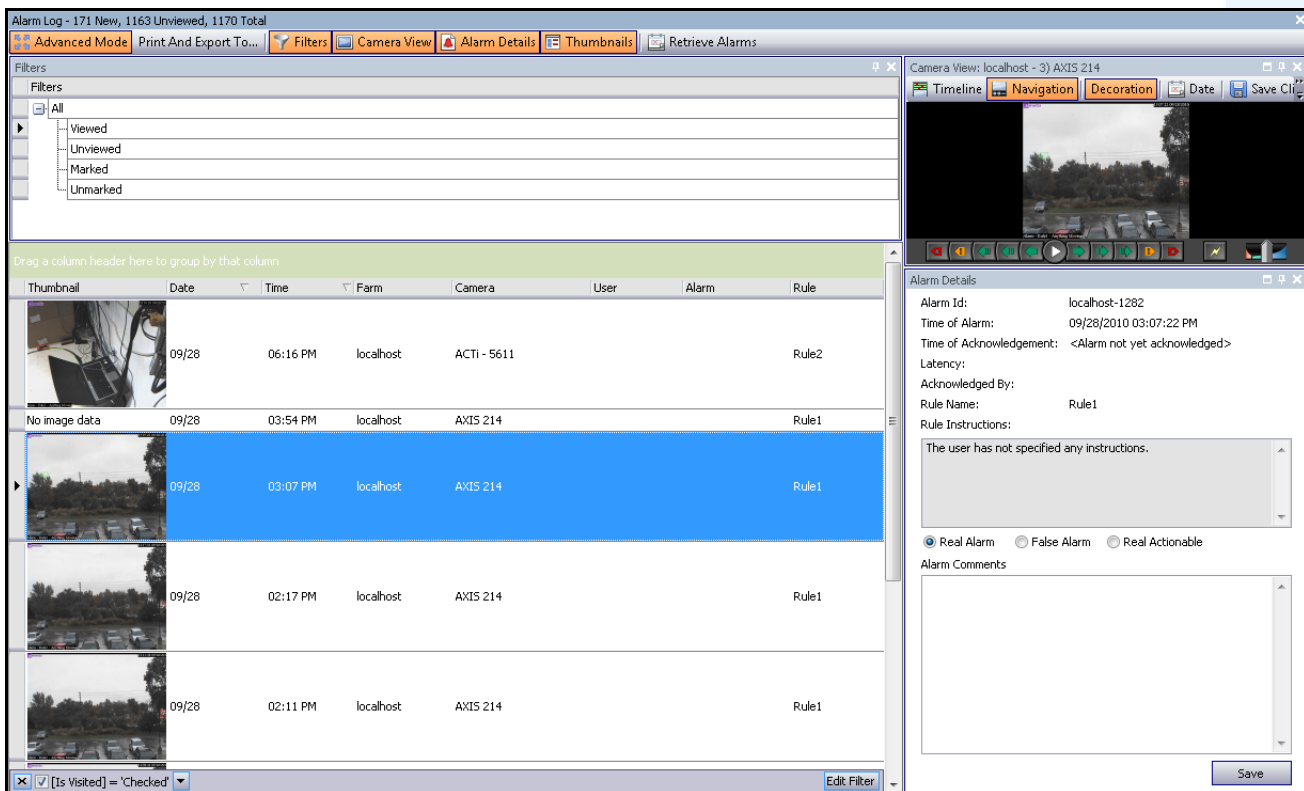 Alarm Log - 171 New, 1163 Unviewed, 1170 Total
Advanced Mode Print And Export To... Filters Camera View Alarm Details Thumbnails Retrieve Alarms
Filters
Filters
All
Viewed
Unviewed
Marked
Unmarked
Drag a column header here to group by that column
Thumbnail Date Time Farm Camera User Alarm Rule
09/28 06:16 PM localhost ACTi - 5611 Rule2
No image data 09/28 03:54 PM localhost AXIS 214 Rule1
09/28 03:07 PM localhost AXIS 214 Rule1
09/28 02:17 PM localhost AXIS 214 Rule1
09/28 02:11 PM localhost AXIS 214 Rule1
[Is Visited] = 'Checked' Edit Filter
Camera View: localhost - 3) AXIS 214
Timeline Navigation Decoration Date Save Cli
Alarm Details
Alarm Id: localhost-1282
Time of Alarm: 09/28/2010 03:07:22 PM
Time of Acknowledgement: <Alarm not yet acknowledged>
Latency:
Acknowledged By:
Rule Name: Rule1
Rule Instructions:
The user has not specified any instructions.
Real Alarm False Alarm Real Actionable
Alarm Comments
Save